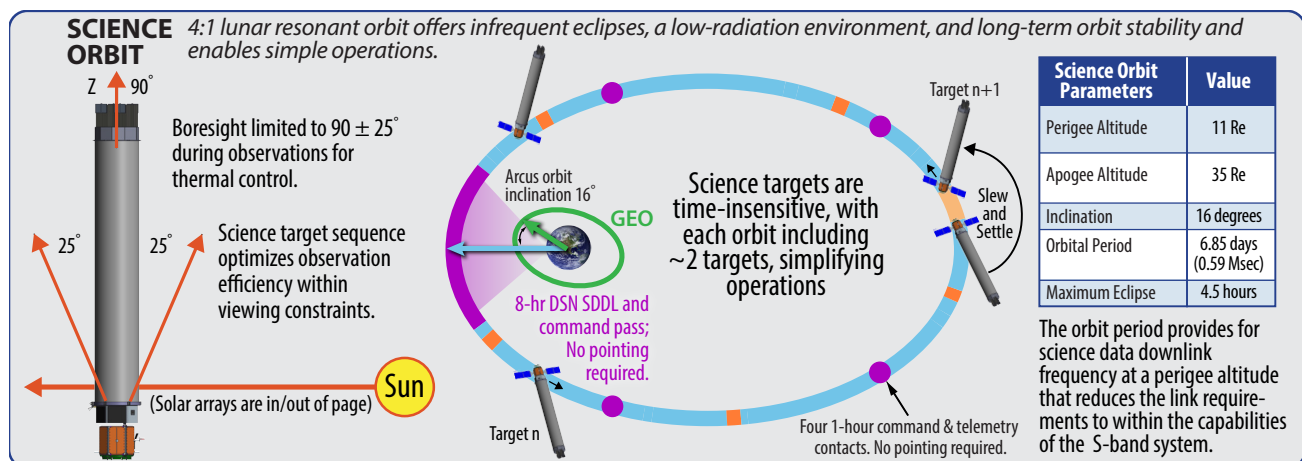 SCIENCE
ORBIT
4:1 lunar resonant orbit offers infrequent eclipses, a low-radiation environment, and long-term orbit stability and
enables simple operations.
Z 90°
Boresight limited to 90 ± 25°
during observations for
thermal control.
25° 25°
Science target sequence
optimizes observation
efficiency within
viewing constraints.
Sun
(Solar arrays are in/out of page)
Arcus orbit
inclination 16°
GEO
8-hr DSN SDDL and
command pass;
No pointing
required.
Target n
Science targets are
time-insensitive, with
each orbit including
~2 targets, simplifying
operations
Target n+1
Slew
and
Settle
Four 1-hour command & telemetry
contacts. No pointing required.
Science Orbit
Parameters
Value
Perigee Altitude 11 Re
Apogee Altitude 35 Re
Inclination 16 degrees
Orbital Period 6.85 days
(0.59 Msec)
Maximum Eclipse 4.5 hours
The orbit period provides for
science data downlink
frequency at a perigee altitude
that reduces the link require-
ments to within the capabilities
of the S-band system.